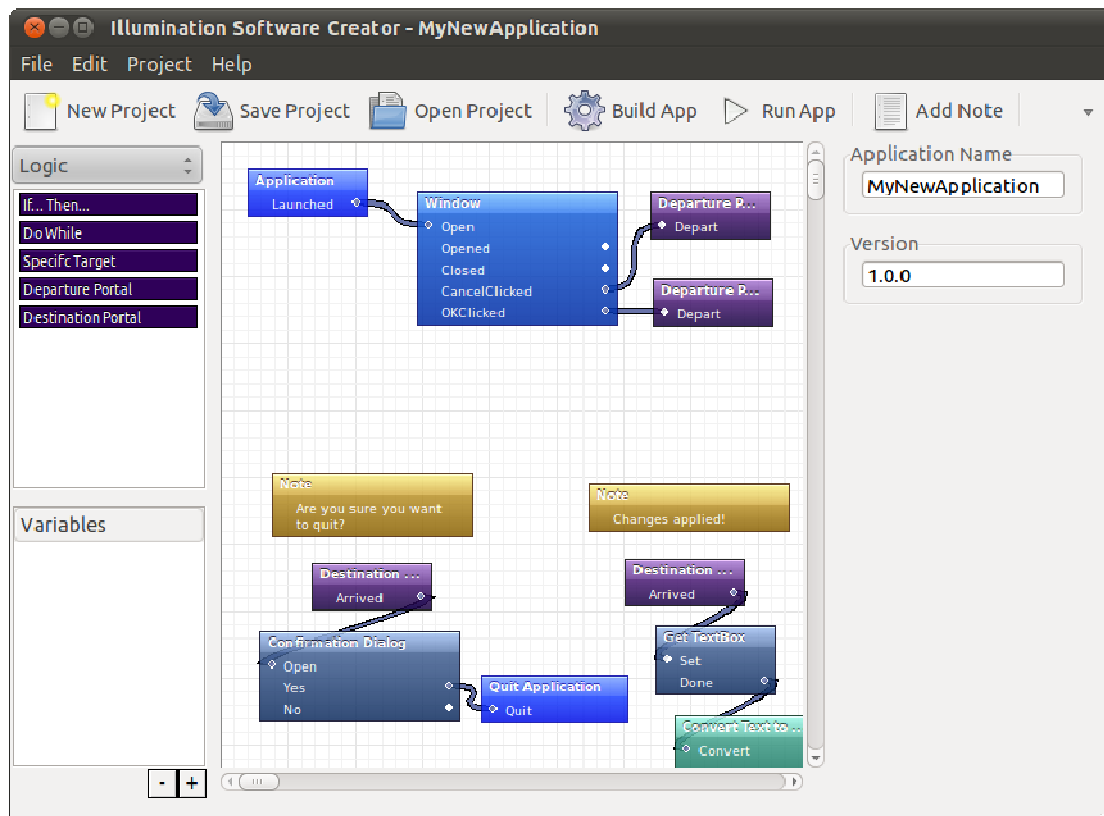 Illumination Software Creator - MyNewApplication
File Edit Project Help
New Project Save Project Open Project Build App Run App Add Note
Logic
If... Then...
Do While
Specifc Target
Departure Portal
Destination Portal
Variables
- +
Application
Launched
Window
Open
Opened
Closed
CancelClicked
OKClicked
Departure P...
Depart
Departure P...
Depart
Note
Are you sure you want
to quit?
Note
Changes applied!
Destination ...
Arrived
Destination ...
Arrived
Confirmation Dialog
Open
Yes
No
Quit Application
Quit
Get TextBox
Set
Done
Convert Text to ..
Convert
Application Name
MyNewApplication
Version
1.0.0